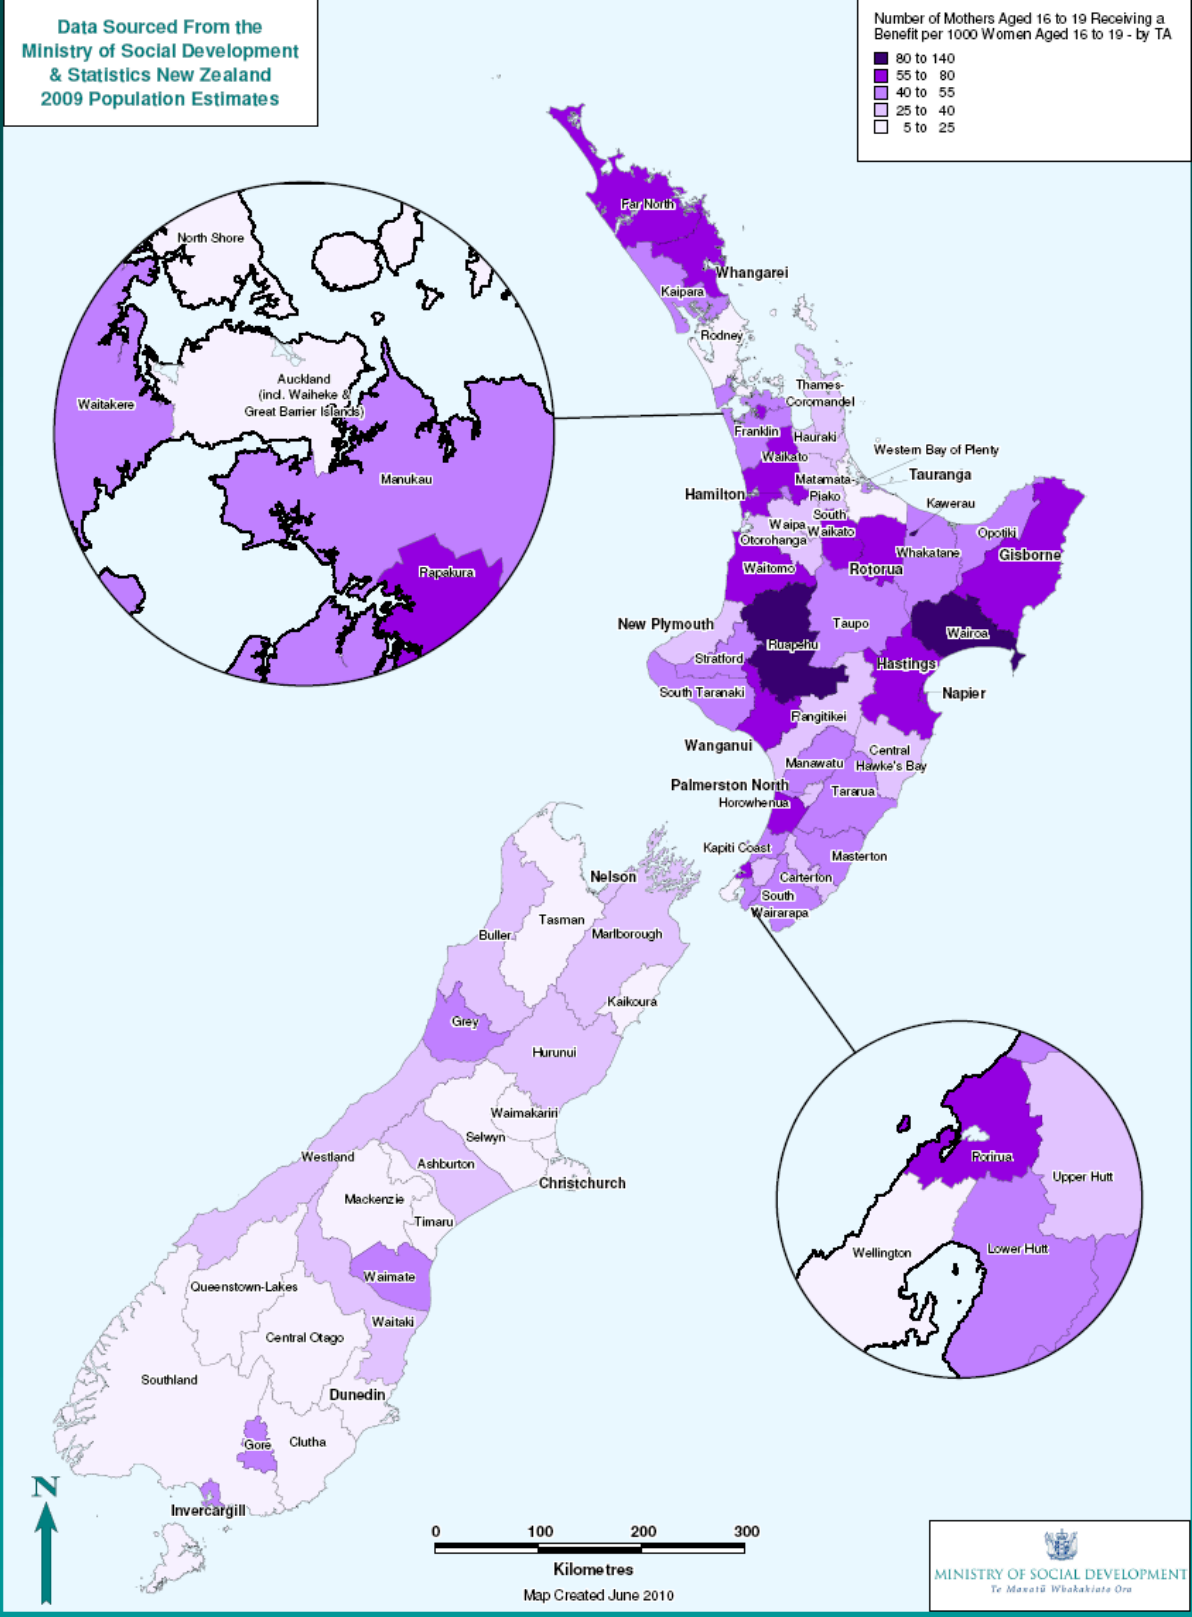 Data Sourced From the
Ministry of Social Development
& Statistics New Zealand
2009 Population Estimates
Number of Mothers Aged 16 to 19 Receiving a
Benefit per 1000 Women Aged 16 to 19 - by TA
80 to 140
55 to 80
40 to 55
25 to 40
5 to 25
Far North
Whangarei
Kaipara
Rodney
Thames-
Coromandel
Franklin
Hauraki
Waikato
Western Bay of Plenty
Tauranga
Matamata-
Piako
Hamilton
Kawerau
South
Waikato
Waipa
Otorohanga
Opotiki
Whakatane
Gisborne
Waitomo
Rotorua
New Plymouth
Taupo
Wairoa
Ruapehu
Stratford
Hastings
South Taranaki
Napier
Rangitikei
Wanganui
Central
Hawke's Bay
Manawatu
Palmerston North
Tararua
Horowhenua
Kapiti Coast
Masterton
Carterton
South
Wairarapa
North Shore
Auckland
(incl. Waiheke &
Great Barrier Islands)
Waitakere
Manukau
Papakura
Nelson
Tasman
Buller
Marlborough
Kaikoura
Grey
Hurunui
Waimakariri
Selwyn
Westland
Ashburton
Christchurch
Mackenzie
Timaru
Waimate
Queenstown-Lakes
Waitaki
Central Otago
Southland
Dunedin
Gore
Clutha
Invercargill
Porirua
Upper Hutt
Wellington
Lower Hutt
N
0 100 200 300
Kilometres
Map Created June 2010
MINISTRY OF SOCIAL DEVELOPMENT
Te Manatū Whakahiato Ora